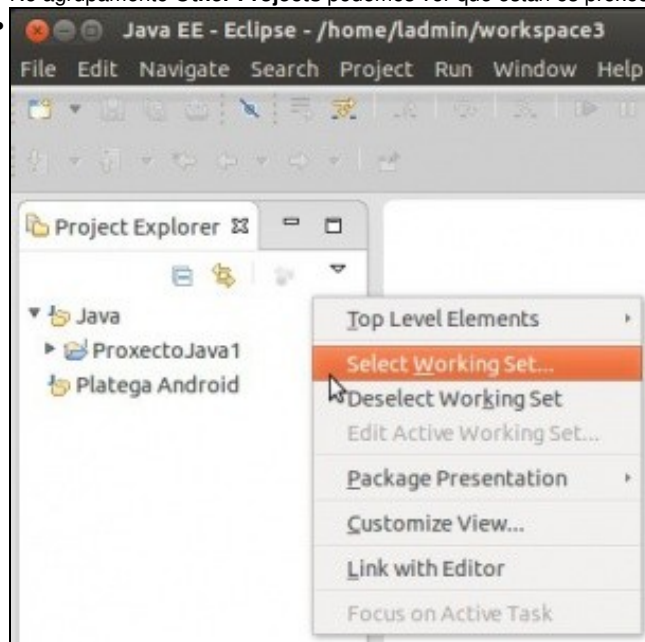 Java EE - Eclipse - /home/ladmin/workspace3
File Edit Navigate Search Project Run Window Help
Project Explorer
Java
ProxectoJava1
Platega Android
Top Level Elements
Select Working Set...
Deselect Working Set
Edit Active Working Set...
Package Presentation
Customize View...
Link with Editor
Focus on Active Task